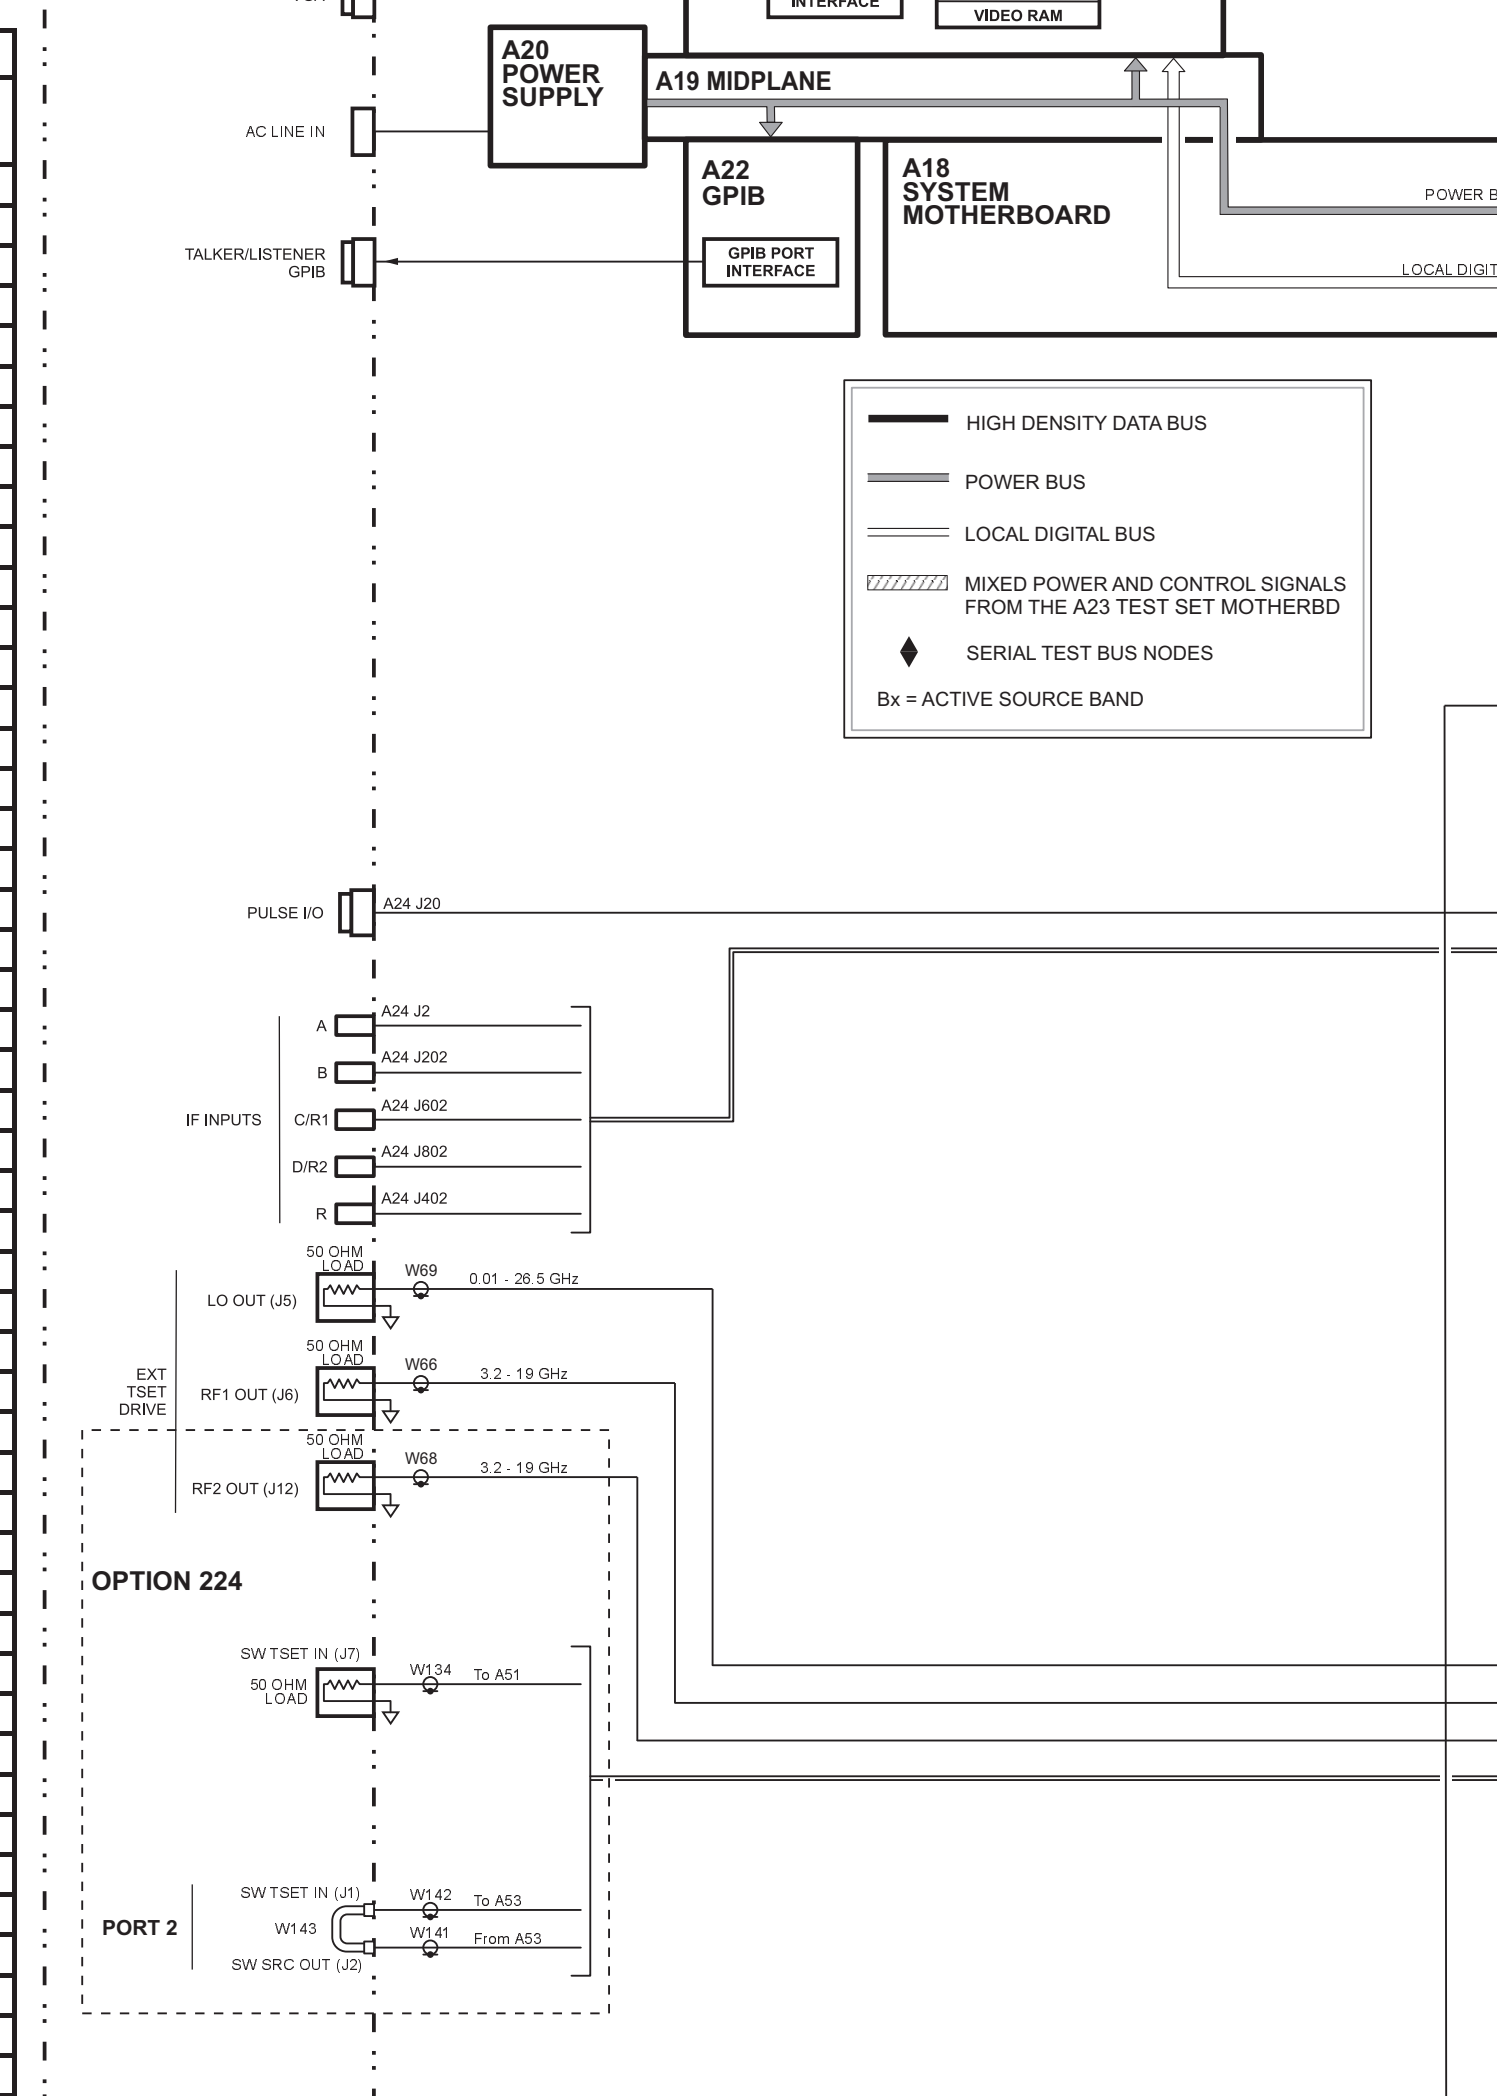 VIDEO RAM
A20
POWER
SUPPLY
A19 MIDPLANE
AC LINE IN
A22
GPIB
A18
SYSTEM
MOTHERBOARD
POWER B
TALKER/LISTENER
GPIB
GPIB PORT
INTERFACE
LOCAL DIGIT
HIGH DENSITY DATA BUS
POWER BUS
LOCAL DIGITAL BUS
MIXED POWER AND CONTROL SIGNALS
FROM THE A23 TEST SET MOTHERBD
SERIAL TEST BUS NODES
Bx = ACTIVE SOURCE BAND
PULSE I/O
A24 J20
IF INPUTS
A
A24 J2
B
A24 J202
C/R1
A24 J602
D/R2
A24 J802
R
A24 J402
EXT
TSET
DRIVE
50 OHM
LOAD
LO OUT (J5)
W69
0.01 - 26.5 GHz
50 OHM
LOAD
RF1 OUT (J6)
W66
3.2 - 19 GHz
50 OHM
LOAD
RF2 OUT (J12)
W68
3.2 - 19 GHz
OPTION 224
SW TSET IN (J7)
50 OHM
LOAD
W134
To A51
PORT 2
SW TSET IN (J1)
W142
To A53
W143
W141
From A53
SW SRC OUT (J2)